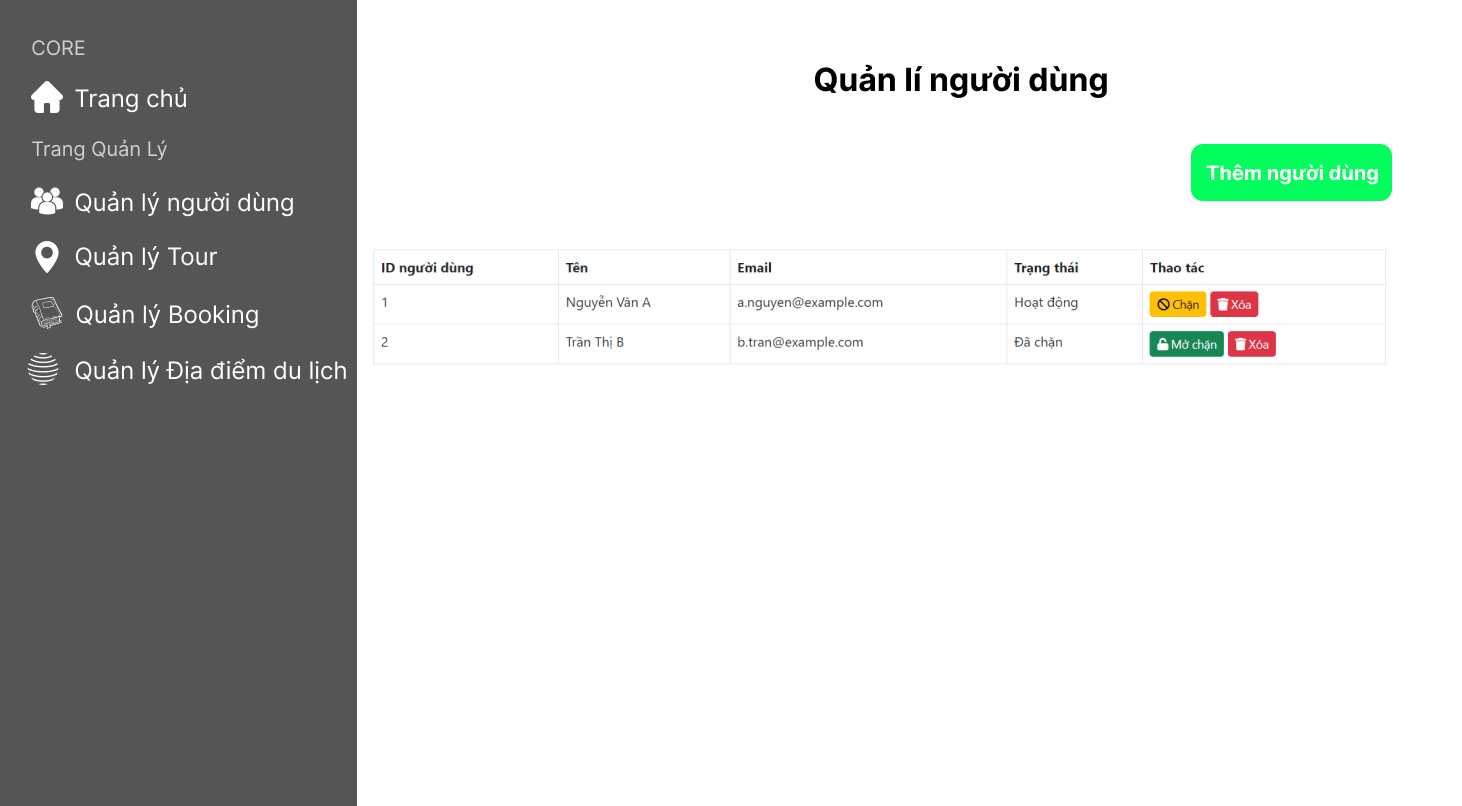 CORE
Trang chủ
Trang Quản Lý
Quản lý người dùng
Quản lý Tour
Quản lý Booking
Quản lý Địa điểm du lịch
Quản lí người dùng
Thêm người dùng
ID người dùng Tên Email Trạng thái Thao tác
1 Nguyễn Văn A a.nguyen@example.com Hoạt động Chặn Xóa
2 Trần Thị B b.tran@example.com Đã chặn Mở chặn Xóa